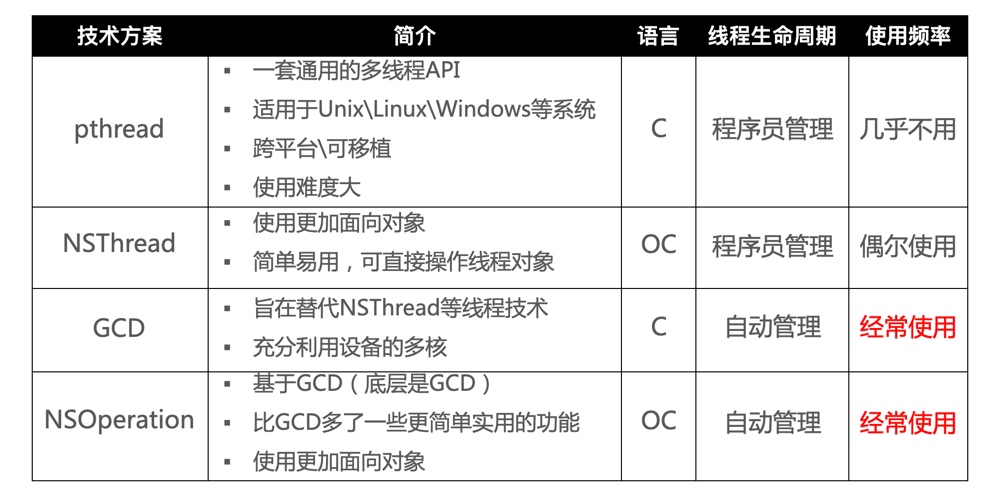 技术方案 简介 语言 线程生命周期 使用频率
pthread
▪ 一套通用的多线程API
▪ 适用于Unix\Linux\Windows等系统
▪ 跨平台\可移植
▪ 使用难度大
C 程序员管理 几乎不用
NSThread
▪ 使用更加面向对象
▪ 简单易用，可直接操作线程对象
OC 程序员管理 偶尔使用
GCD
▪ 旨在替代NSThread等线程技术
▪ 充分利用设备的多核
C 自动管理 经常使用
NSOperation
▪ 基于GCD（底层是GCD）
▪ 比GCD多了一些更简单实用的功能
▪ 使用更加面向对象
OC 自动管理 经常使用